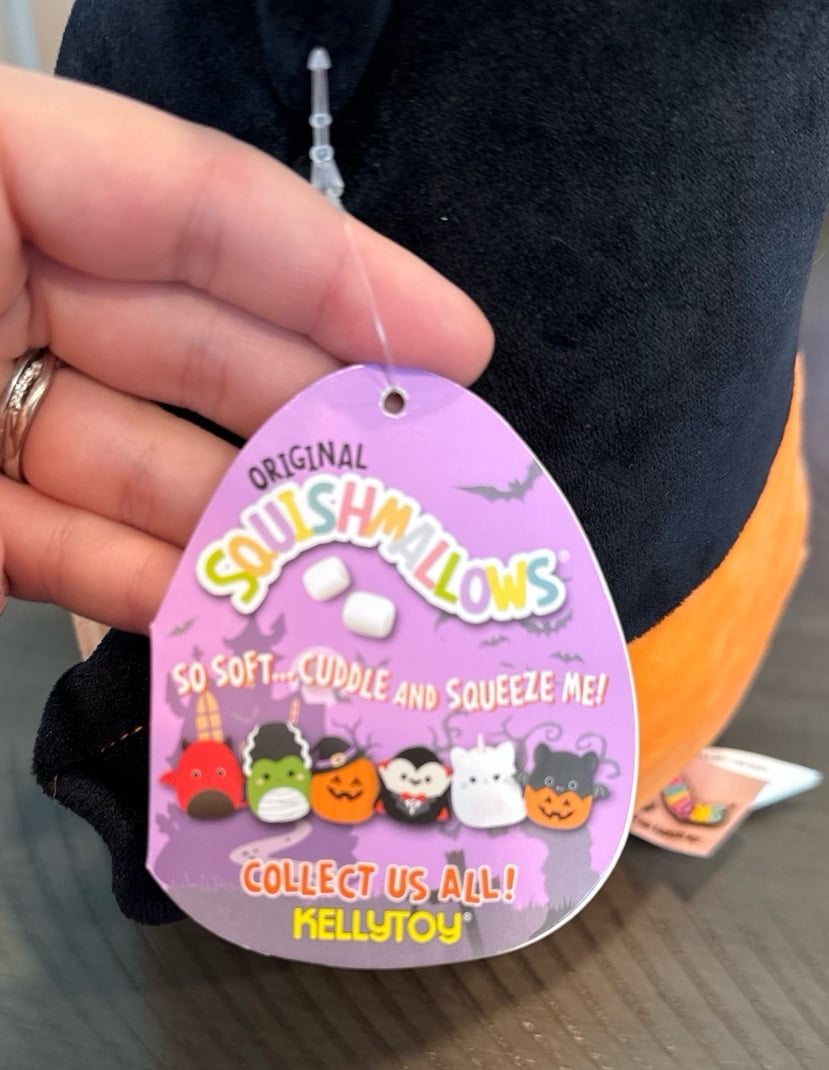 ORIGINAL
SQUISHMALLOWS®
SO SOFT... CUDDLE AND SQUEEZE ME!
COLLECT US ALL!
KELLYTOY®